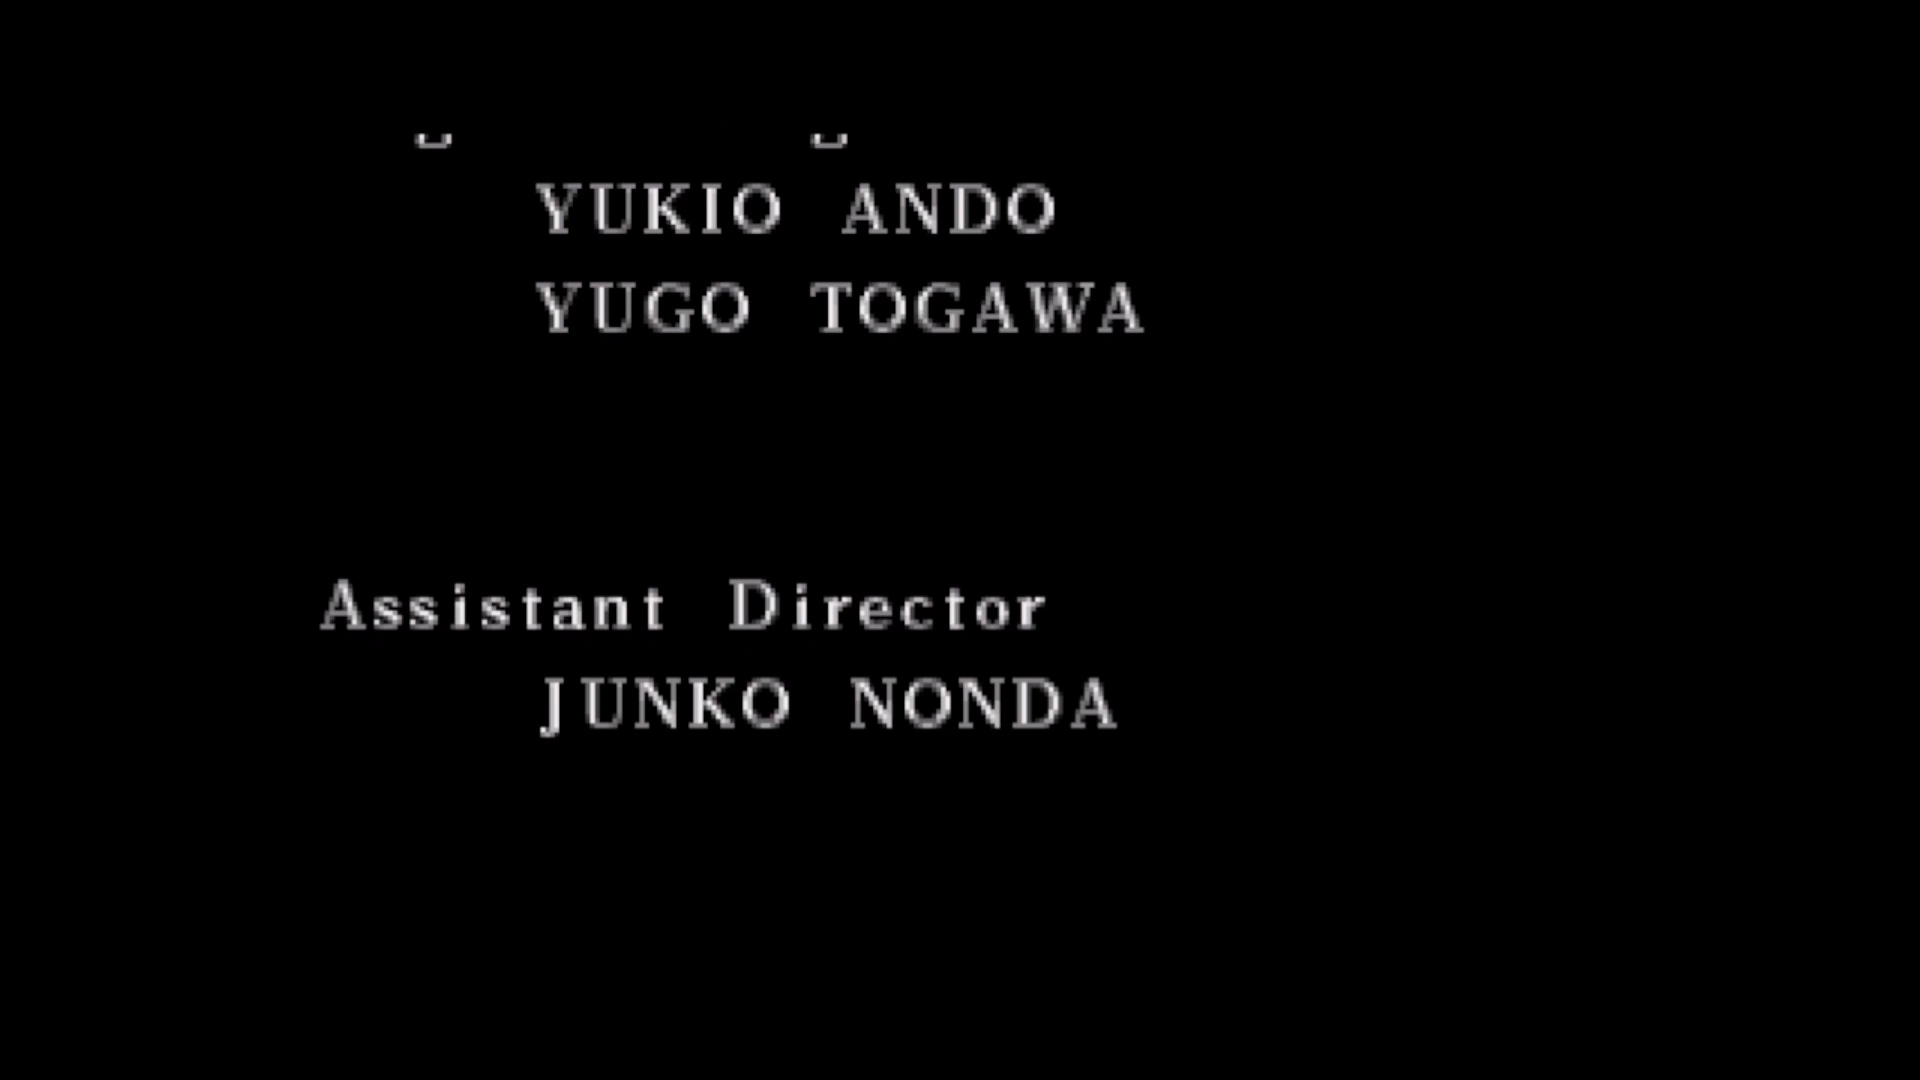 YUKIO ANDO
YUGO TOGAWA
Assistant Director
JUNKO NONDA